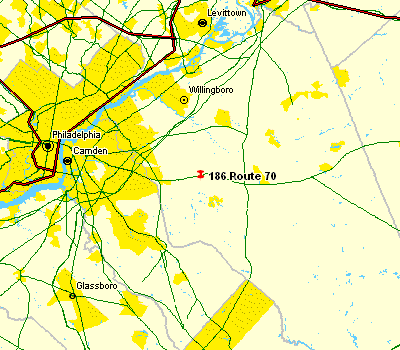 Levittown
Willingboro
Philadelphia
Camden
186 Route 70
Glassboro